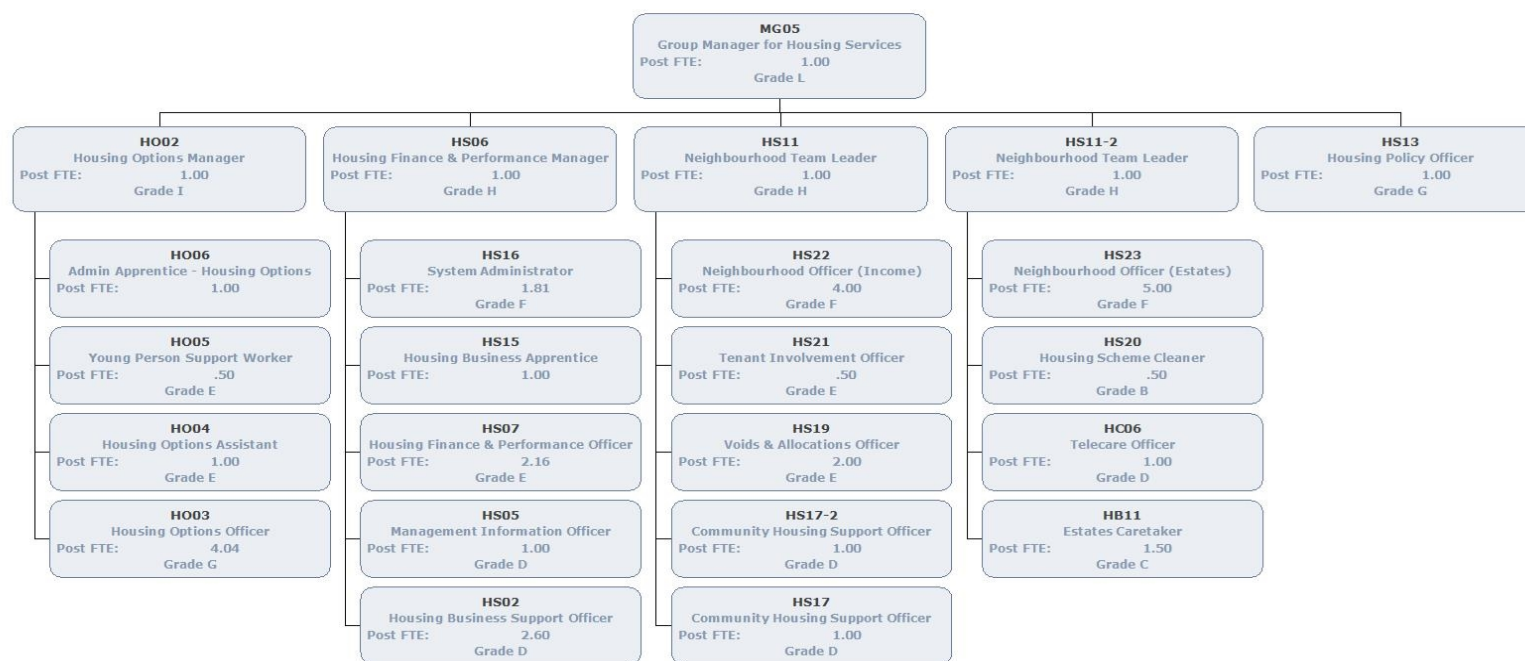 MG05
Group Manager for Housing Services
Post FTE: 1.00
Grade L
HO02
Housing Options Manager
Post FTE: 1.00
Grade I
HS06
Housing Finance & Performance Manager
Post FTE: 1.00
Grade H
HS11
Neighbourhood Team Leader
Post FTE: 1.00
Grade H
HS11-2
Neighbourhood Team Leader
Post FTE: 1.00
Grade H
HS13
Housing Policy Officer
Post FTE: 1.00
Grade G
HO06
Admin Apprentice - Housing Options
Post FTE: 1.00
HO05
Young Person Support Worker
Post FTE: .50
Grade E
HO04
Housing Options Assistant
Post FTE: 1.00
Grade E
HO03
Housing Options Officer
Post FTE: 4.04
Grade G
HS16
System Administrator
Post FTE: 1.81
Grade F
HS15
Housing Business Apprentice
Post FTE: 1.00
HS07
Housing Finance & Performance Officer
Post FTE: 2.16
Grade E
HS05
Management Information Officer
Post FTE: 1.00
Grade D
HS02
Housing Business Support Officer
Post FTE: 2.60
Grade D
HS22
Neighbourhood Officer (Income)
Post FTE: 4.00
Grade F
HS21
Tenant Involvement Officer
Post FTE: .50
Grade E
HS19
Voids & Allocations Officer
Post FTE: 2.00
Grade E
HS17-2
Community Housing Support Officer
Post FTE: 1.00
Grade D
HS17
Community Housing Support Officer
Post FTE: 1.00
Grade D
HS23
Neighbourhood Officer (Estates)
Post FTE: 5.00
Grade F
HS20
Housing Scheme Cleaner
Post FTE: .50
Grade B
HC06
Telecare Officer
Post FTE: 1.00
Grade D
HB11
Estates Caretaker
Post FTE: 1.50
Grade C